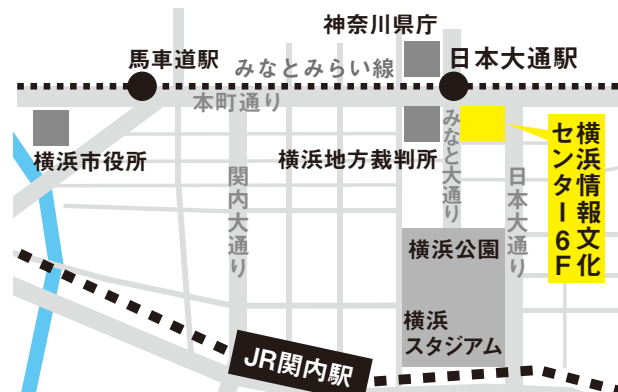 神奈川県庁
馬車道駅
みなとみらい線
日本大通駅
本町通り
横浜市役所
横浜地方裁判所
みなと大通り
横浜情報文化
センター6F
関内大通り
日本大通り
横浜公園
横浜
スタジアム
JR関内駅